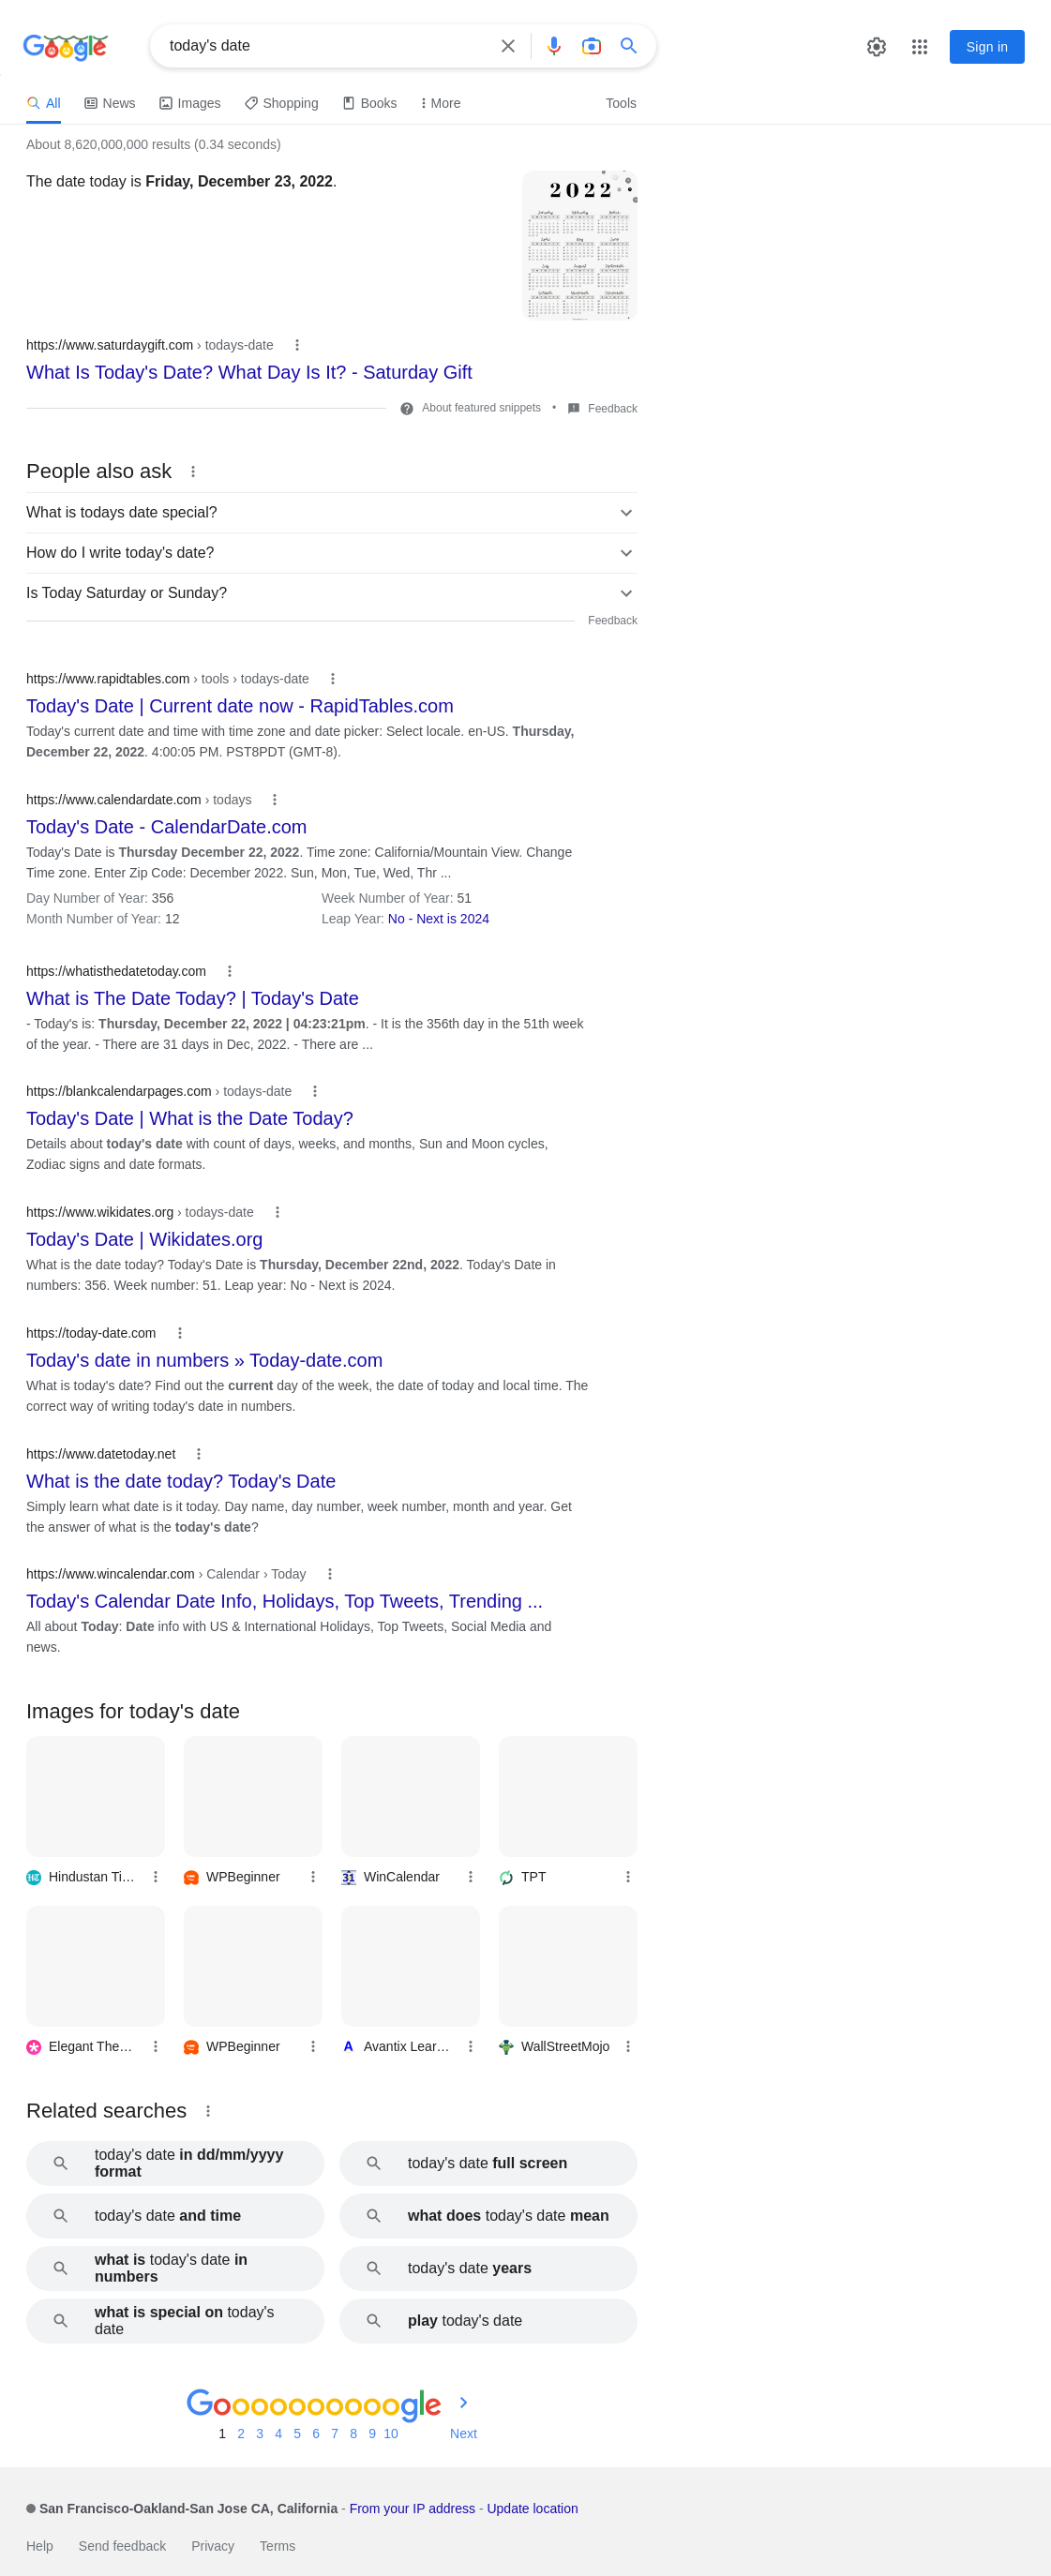 Google
today's date
Sign in
All
News
Images
Shopping
Books
More
Tools
About 8,620,000,000 results (0.34 seconds)
The date today is Friday, December 23, 2022.
2022
https://www.saturdaygift.com › todays-date
What Is Today's Date? What Day Is It? - Saturday Gift
About featured snippets • Feedback
People also ask
What is todays date special?
How do I write today's date?
Is Today Saturday or Sunday?
Feedback
https://www.rapidtables.com › tools › todays-date
Today's Date | Current date now - RapidTables.com
Today's current date and time with time zone and date picker: Select locale. en-US. Thursday,
December 22, 2022. 4:00:05 PM. PST8PDT (GMT-8).
https://www.calendardate.com › todays
Today's Date - CalendarDate.com
Today's Date is Thursday December 22, 2022. Time zone: California/Mountain View. Change
Time zone. Enter Zip Code: December 2022. Sun, Mon, Tue, Wed, Thr ...
Day Number of Year: 356
Week Number of Year: 51
Month Number of Year: 12
Leap Year: No - Next is 2024
https://whatisthedatetoday.com
What is The Date Today? | Today's Date
- Today's is: Thursday, December 22, 2022 | 04:23:21pm. - It is the 356th day in the 51th week
of the year. - There are 31 days in Dec, 2022. - There are ...
https://blankcalendarpages.com › todays-date
Today's Date | What is the Date Today?
Details about today's date with count of days, weeks, and months, Sun and Moon cycles,
Zodiac signs and date formats.
https://www.wikidates.org › todays-date
Today's Date | Wikidates.org
What is the date today? Today's Date is Thursday, December 22nd, 2022. Today's Date in
numbers: 356. Week number: 51. Leap year: No - Next is 2024.
https://today-date.com
Today's date in numbers » Today-date.com
What is today's date? Find out the current day of the week, the date of today and local time. The
correct way of writing today's date in numbers.
https://www.datetoday.net
What is the date today? Today's Date
Simply learn what date is it today. Day name, day number, week number, month and year. Get
the answer of what is the today's date?
https://www.wincalendar.com › Calendar › Today
Today's Calendar Date Info, Holidays, Top Tweets, Trending ...
All about Today: Date info with US & International Holidays, Top Tweets, Social Media and
news.
Images for today's date
Hindustan Ti…
WPBeginner
31
WinCalendar
TPT
Elegant The…
WPBeginner
A
Avantix Lear…
WallStreetMojo
Related searches
today's date in dd/mm/yyyy
format
today's date full screen
today's date and time
what does today's date mean
what is today's date in
numbers
today's date years
what is special on today's
date
play today's date
Goooooooooogle
1 2 3 4 5 6 7 8 9 10 Next
San Francisco-Oakland-San Jose CA, California - From your IP address - Update location
Help
Send feedback
Privacy
Terms